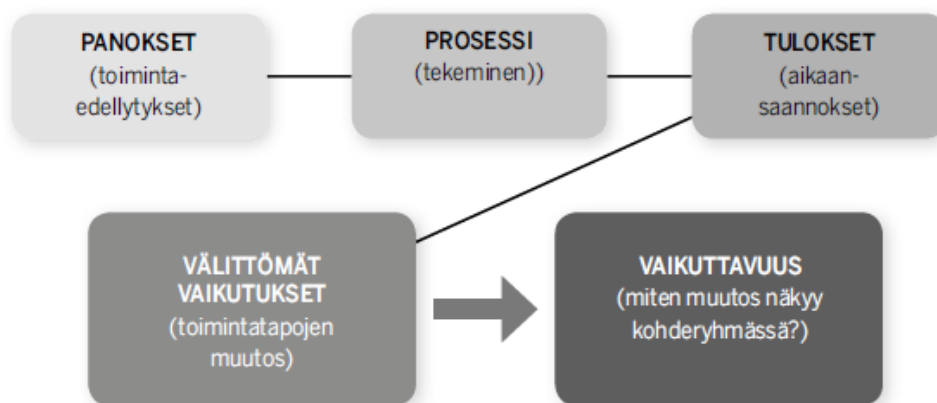 PANOKSET
(toiminta-
edellytykset)
PROSESSI
(tekeminen))
TULOKSET
(aikaan-
saannokset)
VÄLITTÖMÄT
VAIKUTUKSET
(toimintatapojen
muutos)
VAIKUTTAVUUS
(miten muutos näkyy
kohderyhmässä?)